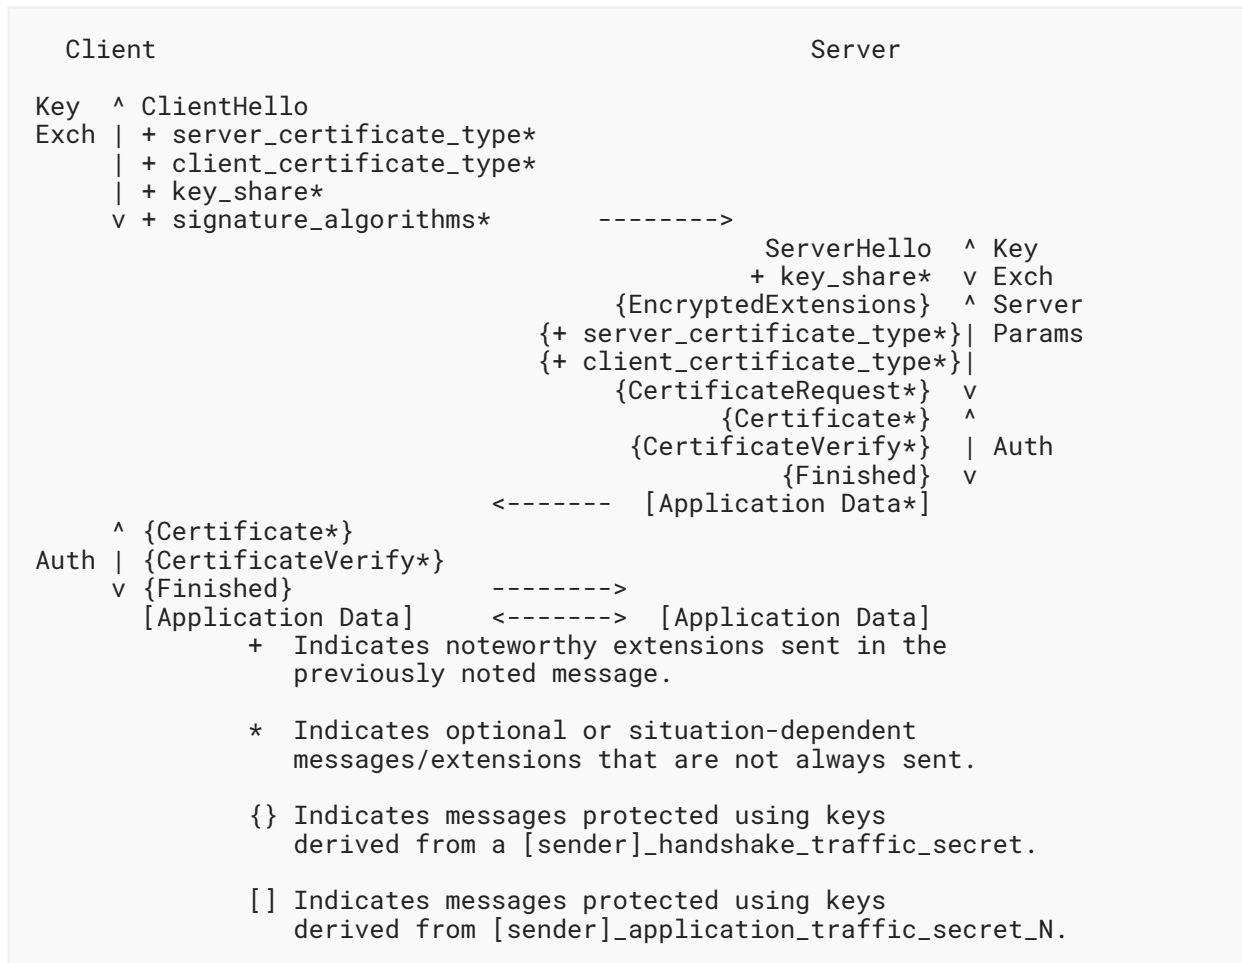 Client                                           Server

Key  ^ ClientHello
Exch | + server_certificate_type*
     | + client_certificate_type*
     | + key_share*
     v + signature_algorithms*       -------->
                                                ServerHello  ^ Key
                                               + key_share*  v Exch
                                      {EncryptedExtensions}  ^ Server
                                 {+ server_certificate_type*}| Params
                                 {+ client_certificate_type*}|
                                      {CertificateRequest*}  v
                                             {Certificate*}  ^
                                       {CertificateVerify*}  | Auth
                                                 {Finished}  v
                              <-------  [Application Data*]
     ^ {Certificate*}
Auth | {CertificateVerify*}
     v {Finished}             -------->
       [Application Data]     <------->  [Application Data]
              +  Indicates noteworthy extensions sent in the
                 previously noted message.

              *  Indicates optional or situation-dependent
                 messages/extensions that are not always sent.

              {} Indicates messages protected using keys
                 derived from a [sender]_handshake_traffic_secret.

              [] Indicates messages protected using keys
                 derived from [sender]_application_traffic_secret_N.